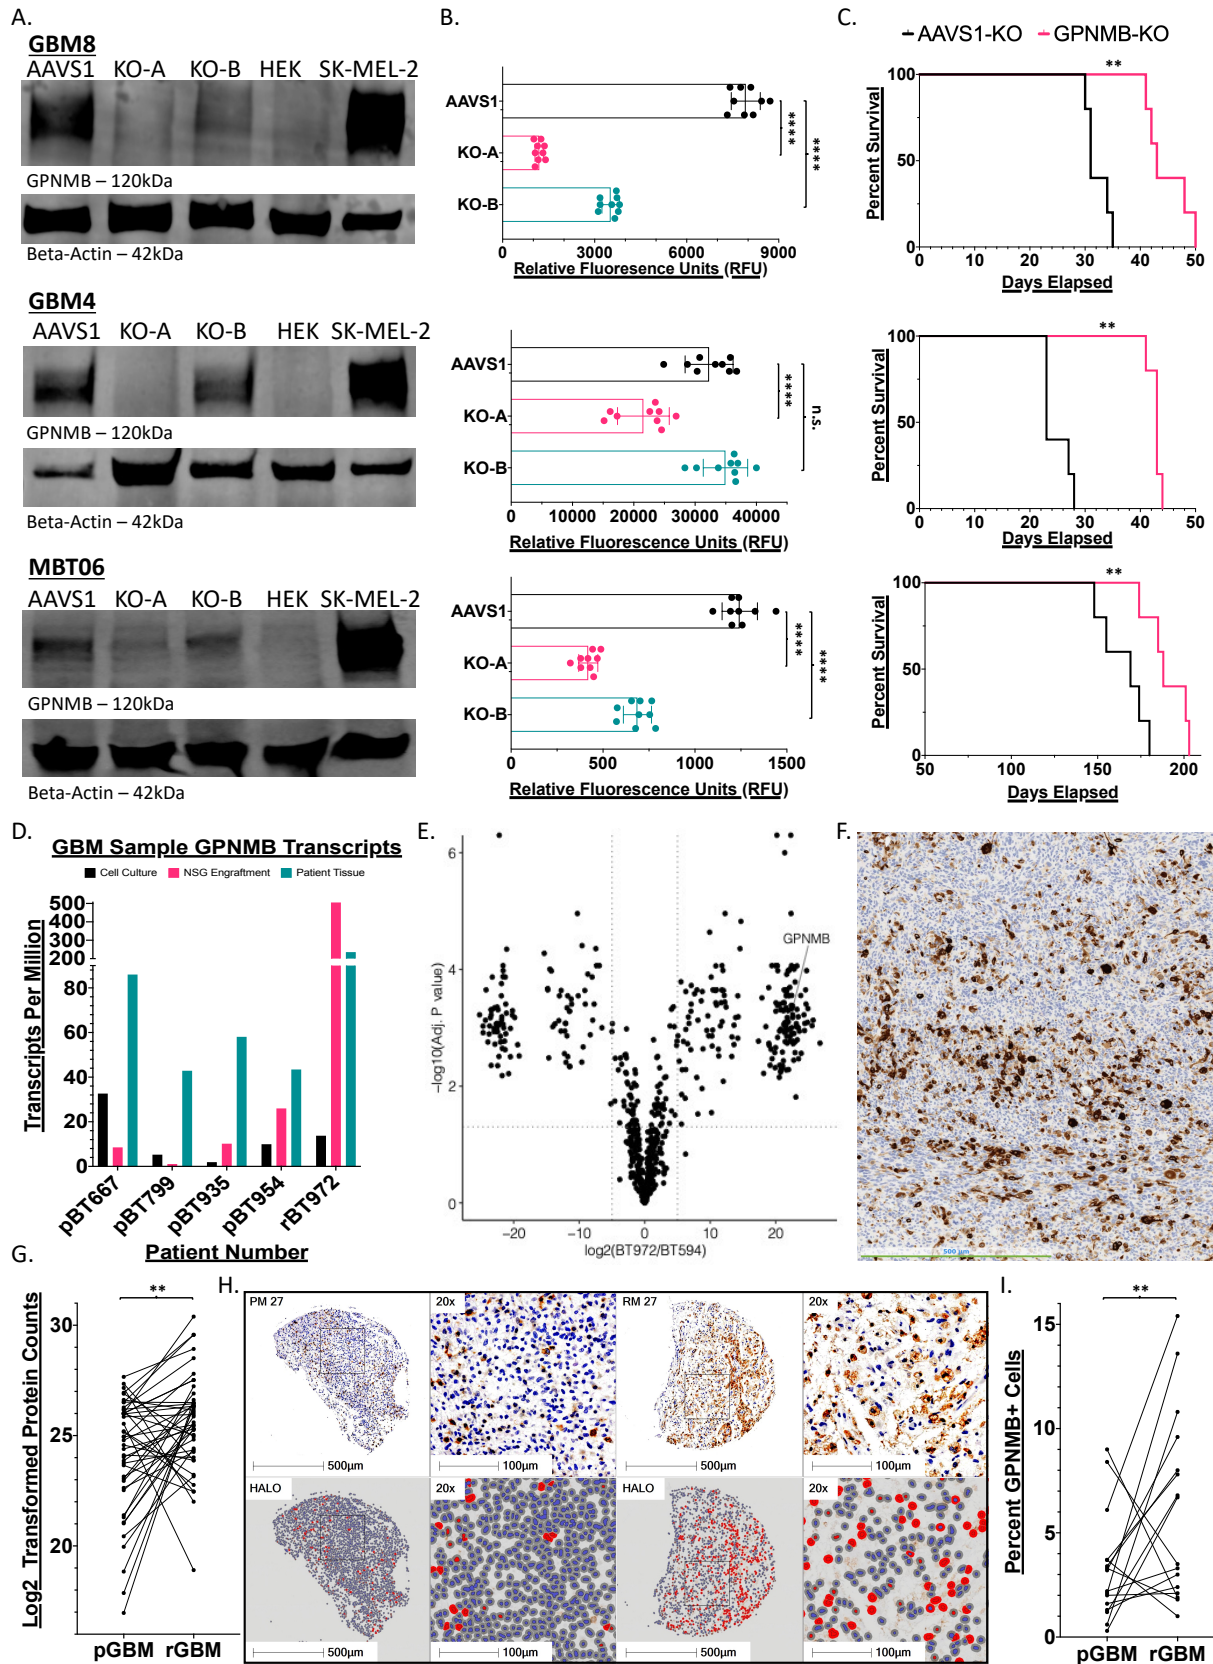 A.
GBM8
AAVS1 KO-A KO-B HEK SK-MEL-2
GPNMB – 120kDa
Beta-Actin – 42kDa
GBM4
AAVS1 KO-A KO-B HEK SK-MEL-2
GPNMB – 120kDa
Beta-Actin – 42kDa
MBT06
AAVS1 KO-A KO-B HEK SK-MEL-2
GPNMB – 120kDa
Beta-Actin – 42kDa
B.
AAVS1
KO-A
KO-B
****
****
0 3000 6000 9000
Relative Fluoresence Units (RFU)
AAVS1
KO-A
KO-B
****
n.s.
0 10000 20000 30000 40000
Relative Fluorescence Units (RFU)
AAVS1
KO-A
KO-B
****
****
0 500 1000 1500
Relative Fluorescence Units (RFU)
C.
AAVS1-KO GPNMB-KO
**
Percent Survival
100
50
0
0 10 20 30 40 50
Days Elapsed
**
Percent Survival
100
50
0
0 10 20 30 40 50
Days Elapsed
**
Percent Survival
100
50
0
50 100 150 200
Days Elapsed
D.
GBM Sample GPNMB Transcripts
Cell Culture NSG Engraftment Patient Tissue
Transcripts Per Million
500
400
300
200
80
60
40
20
0
pBT667 pBT799 pBT935 pBT954 rBT972
Patient Number
E.
GPNMB
-log10(Adj. P value)
6
4
2
0
−20 −10 0 10 20
log2(BT972/BT594)
F.
500 µm
G.
**
Log2 Transformed Protein Counts
30
25
20
pGBM rGBM
H.
PM 27 20x RM 27 20x
500µm 100µm 500µm 100µm
HALO 20x HALO 20x
500µm 100µm 500µm 100µm
I.
**
Percent GPNMB+ Cells
15
10
5
0
pGBM rGBM